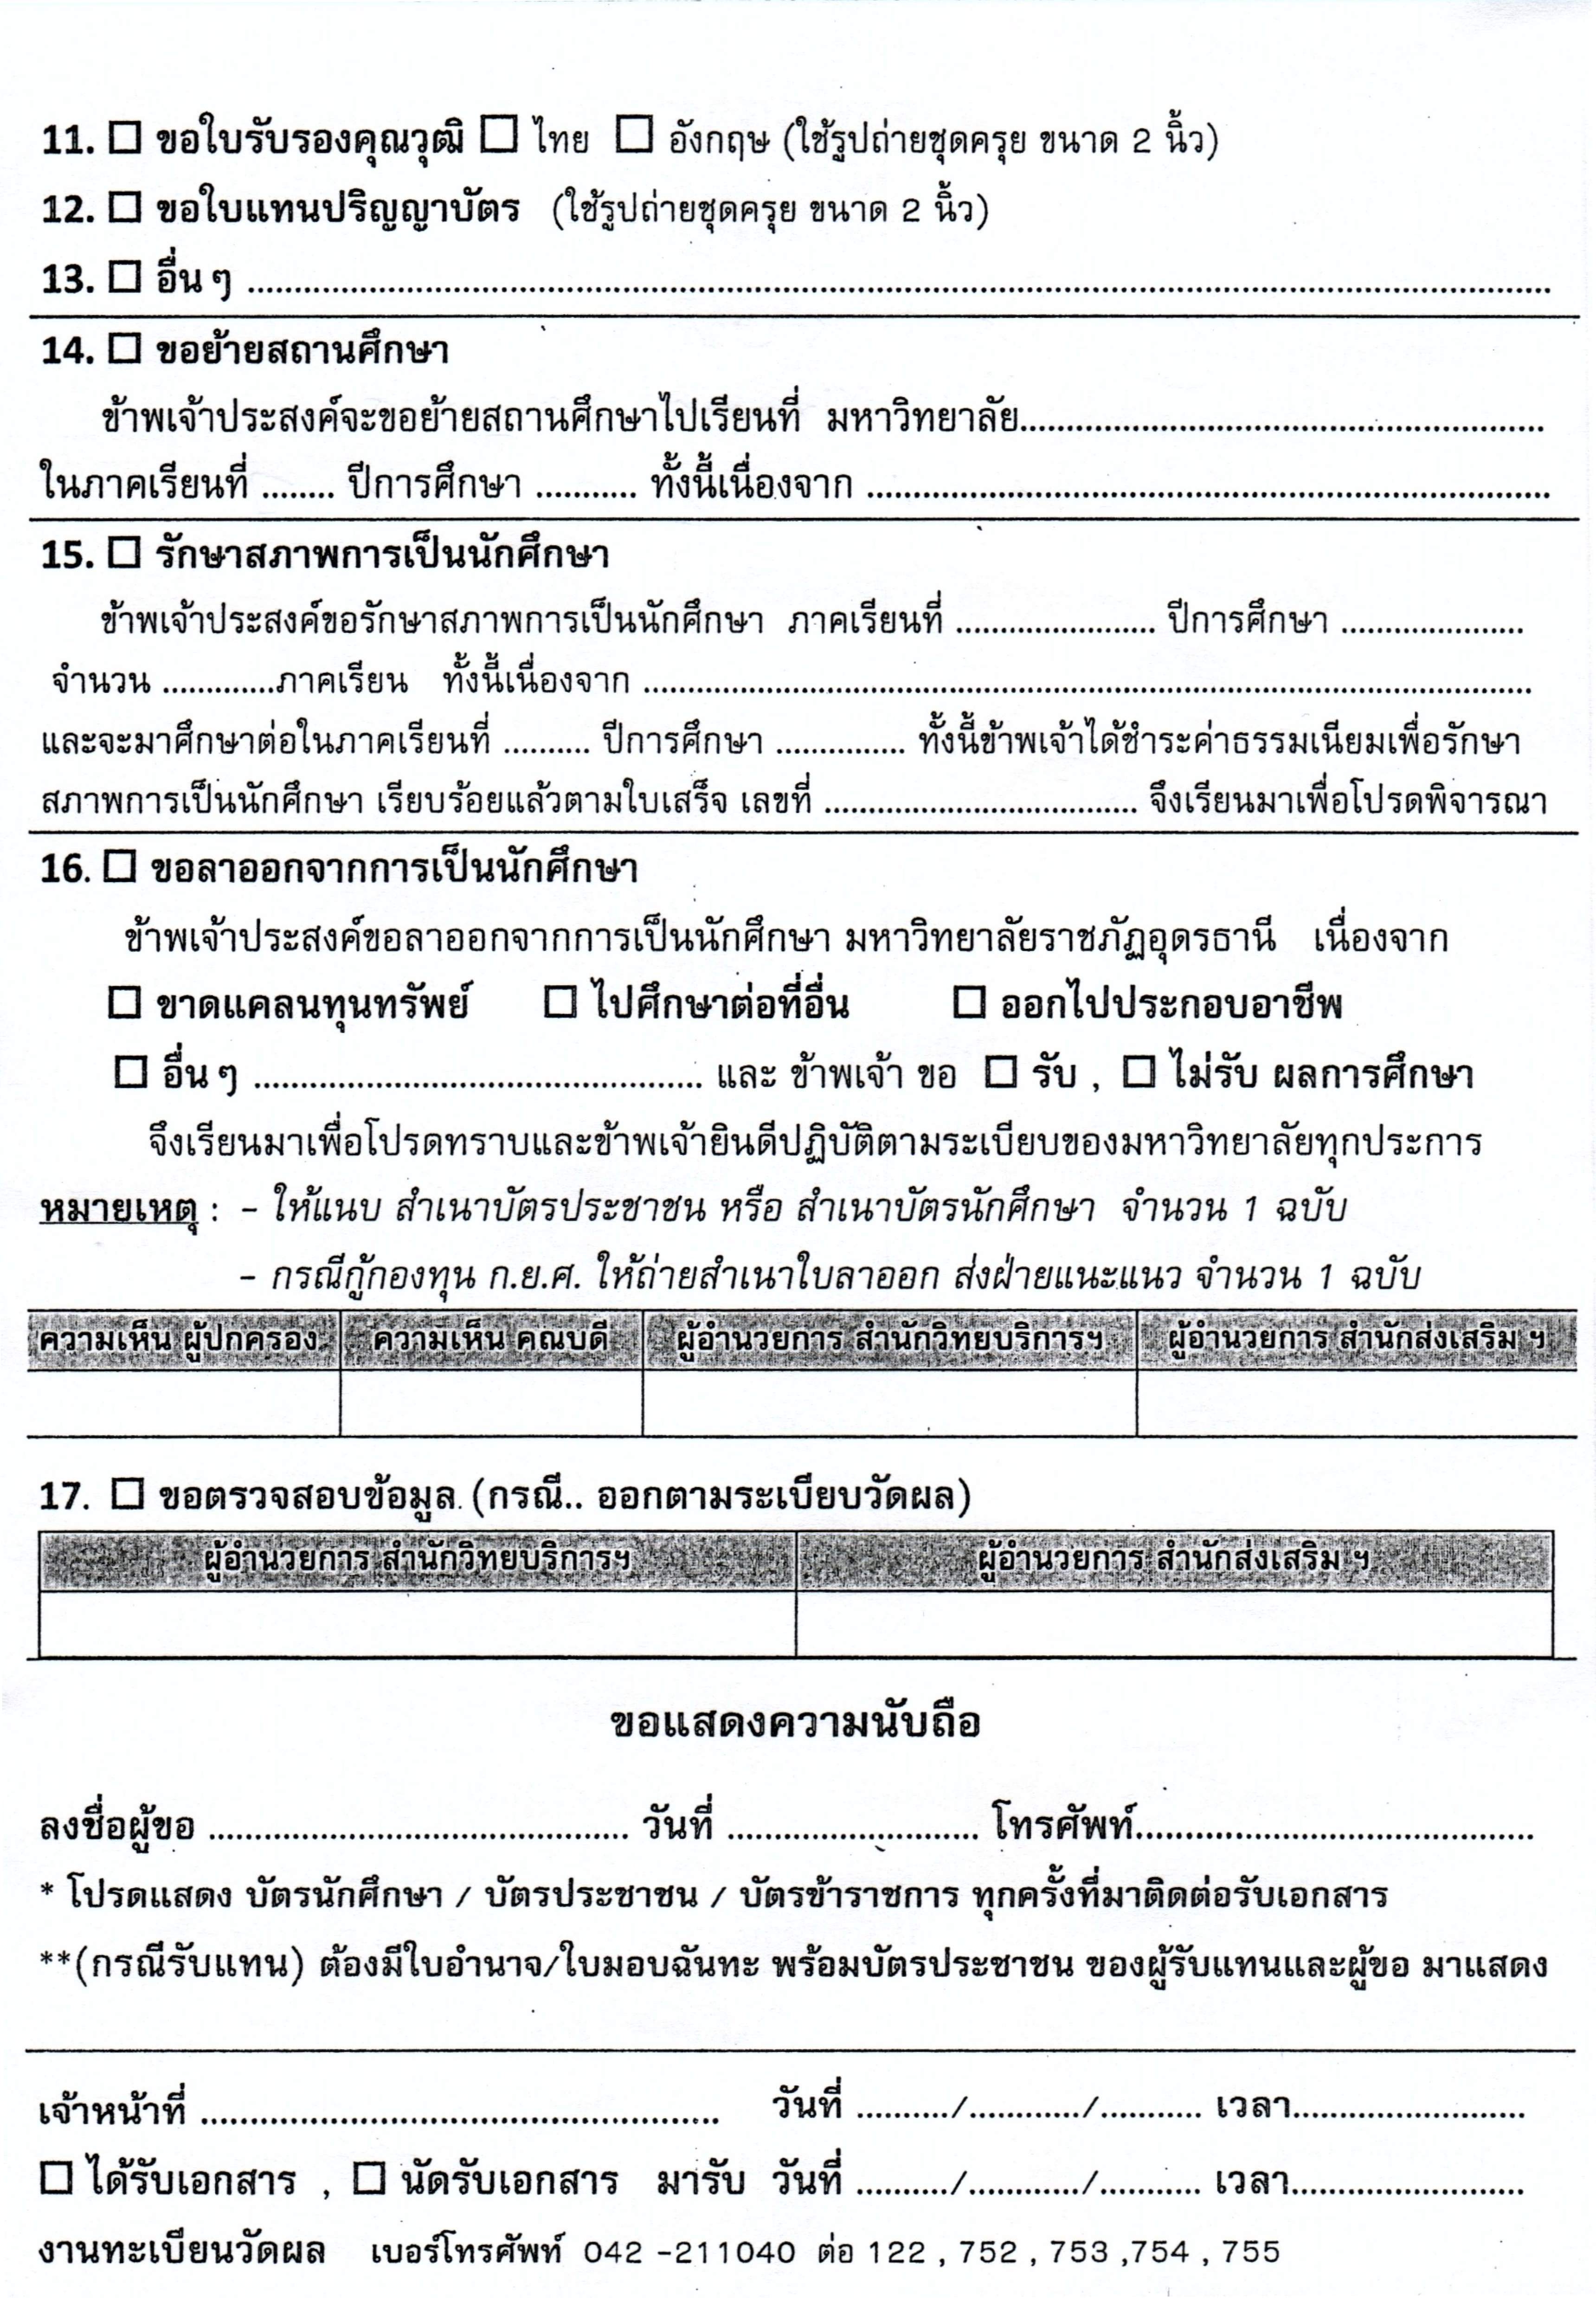 11. ☐ ขอใบรับรองคุณวุฒิ ☐ ไทย ☐ อังกฤษ (ใช้รูปถ่ายชุดครุย ขนาด 2 นิ้ว)
12. ☐ ขอใบแทนปริญญาบัตร (ใช้รูปถ่ายชุดครุย ขนาด 2 นิ้ว)
13. ☐ อื่น ๆ ................................................................
14. ☐ ขอย้ายสถานศึกษา
ข้าพเจ้าประสงค์จะขอย้ายสถานศึกษาไปเรียนที่ มหาวิทยาลัย................................................
ในภาคเรียนที่ ........ ปีการศึกษา ........... ทั้งนี้เนื่องจาก ................................................
15. ☐ รักษาสภาพการเป็นนักศึกษา
ข้าพเจ้าประสงค์ขอรักษาสภาพการเป็นนักศึกษา ภาคเรียนที่ ...................... ปีการศึกษา ....................
จำนวน .............ภาคเรียน ทั้งนี้เนื่องจาก ................................................
และจะมาศึกษาต่อในภาคเรียนที่ .......... ปีการศึกษา ............... ทั้งนี้ข้าพเจ้าได้ชำระค่าธรรมเนียมเพื่อรักษา
สภาพการเป็นนักศึกษา เรียบร้อยแล้วตามใบเสร็จ เลขที่ .................................... จึงเรียนมาเพื่อโปรดพิจารณา
16. ☐ ขอลาออกจากการเป็นนักศึกษา
ข้าพเจ้าประสงค์ขอลาออกจากการเป็นนักศึกษา มหาวิทยาลัยราชภัฏอุดรธานี เนื่องจาก
☐ ขาดแคลนทุนทรัพย์ ☐ ไปศึกษาต่อที่อื่น ☐ ออกไปประกอบอาชีพ
☐ อื่น ๆ ................................................ และ ข้าพเจ้า ขอ ☐ รับ , ☐ ไม่รับ ผลการศึกษา
จึงเรียนมาเพื่อโปรดทราบและข้าพเจ้ายินดีปฏิบัติตามระเบียบของมหาวิทยาลัยทุกประการ
หมายเหตุ : - ให้แนบ สำเนาบัตรประชาชน หรือ สำเนาบัตรนักศึกษา จำนวน 1 ฉบับ
- กรณีกู้กองทุน ก.ย.ศ. ให้ถ่ายสำเนาใบลาออก ส่งฝ่ายแนะแนว จำนวน 1 ฉบับ
ความเห็น ผู้ปกครอง ความเห็น คณบดี ผู้อำนวยการ สำนักวิทยบริการฯ ผู้อำนวยการ สำนักส่งเสริม ฯ
17. ☐ ขอตรวจสอบข้อมูล (กรณี.. ออกตามระเบียบวัดผล)
ผู้อำนวยการ สำนักวิทยบริการฯ ผู้อำนวยการ สำนักส่งเสริม ฯ
ขอแสดงความนับถือ
ลงชื่อผู้ขอ .............................................. วันที่ ........................... โทรศัพท์...........................................
* โปรดแสดง บัตรนักศึกษา / บัตรประชาชน / บัตรข้าราชการ ทุกครั้งที่มาติดต่อรับเอกสาร
**(กรณีรับแทน) ต้องมีใบอำนาจ/ใบมอบฉันทะ พร้อมบัตรประชาชน ของผู้รับแทนและผู้ขอ มาแสดง
เจ้าหน้าที่ ........................................................ วันที่ ........../............/........... เวลา.........................
☐ ได้รับเอกสาร , ☐ นัดรับเอกสาร มารับ วันที่ ........../............/........... เวลา.........................
งานทะเบียนวัดผล เบอร์โทรศัพท์ 042 -211040 ต่อ 122 , 752 , 753 ,754 , 755